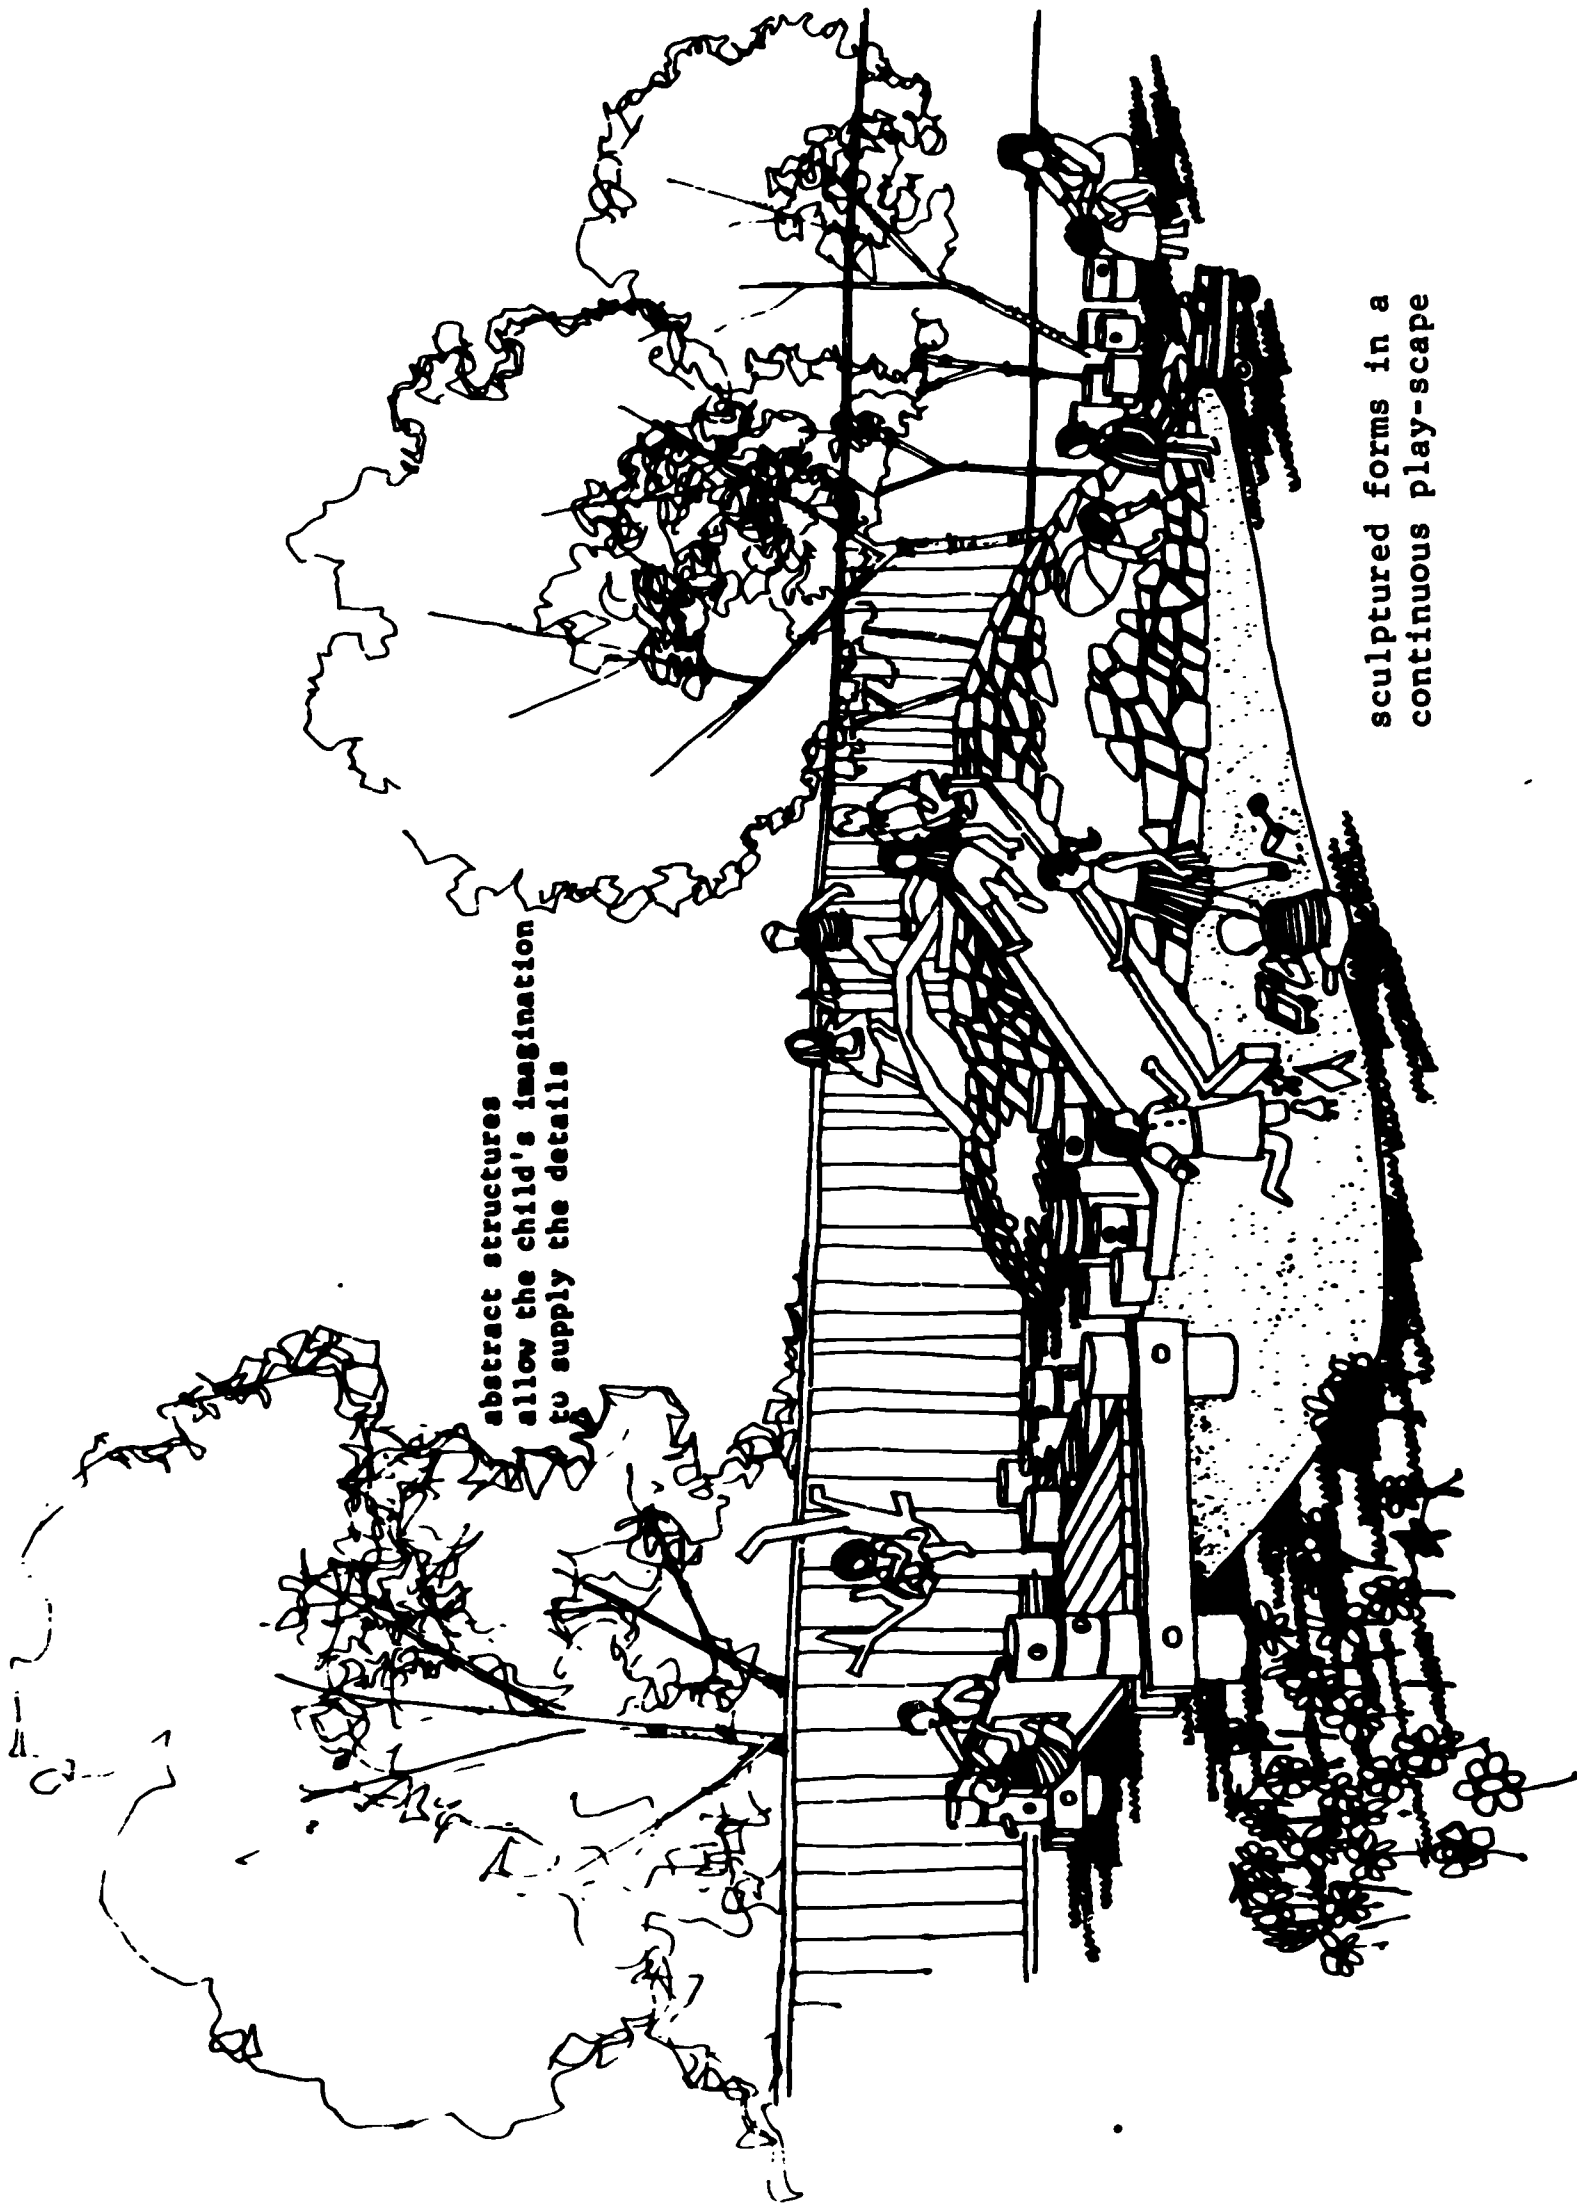 abstract structures
allow the child's imagination
to supply the details
sculptured forms in a
continuous play-scape